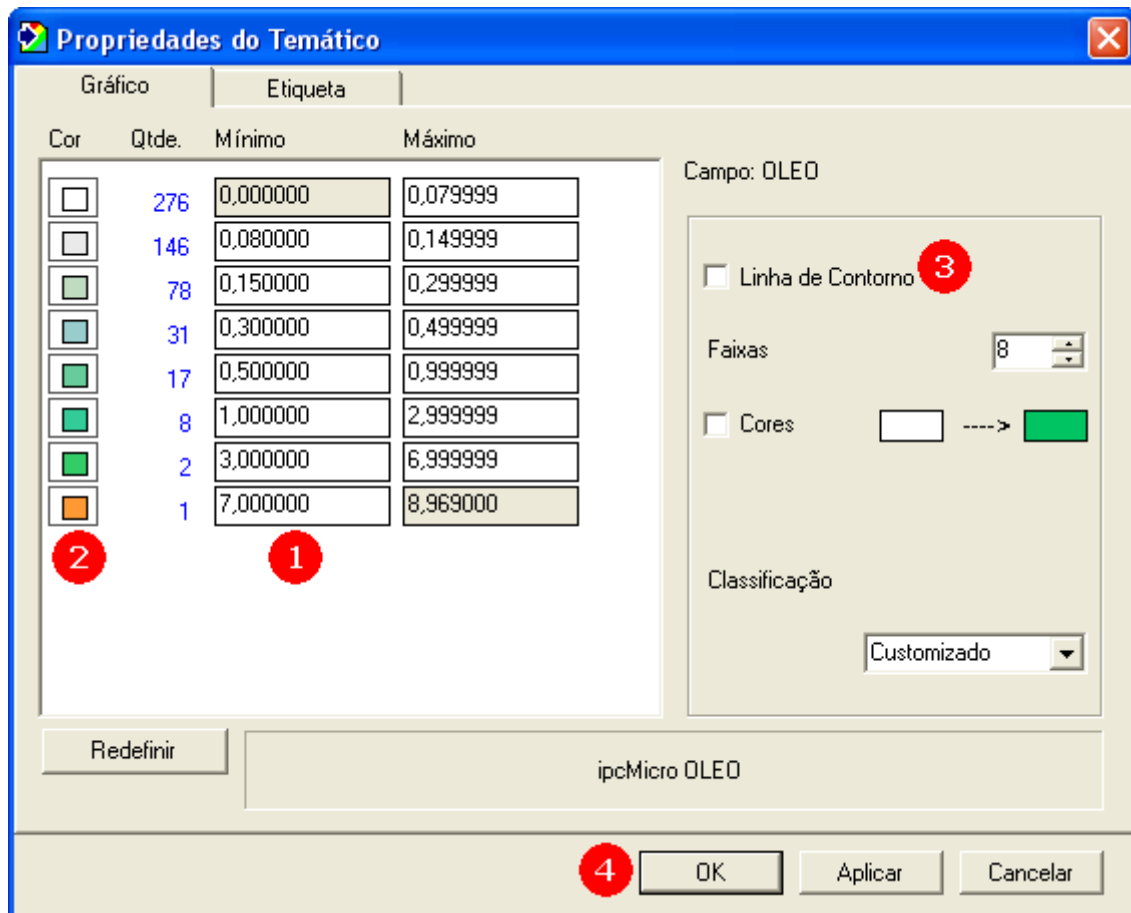 Propriedades do Temático
Gráfico Etiqueta
Cor Qtde. Mínimo Máximo
Campo: OLEO
276 0,000000 0,079999
146 0,080000 0,149999
78 0,150000 0,299999
31 0,300000 0,499999
17 0,500000 0,999999
8 1,000000 2,999999
2 3,000000 6,999999
1 7,000000 8,969000
2 1
Linha de Contorno 3
Faixas 8
Cores ---->
Classificação
Customizado
Redefinir
ipcMicro OLEO
4 OK Aplicar Cancelar